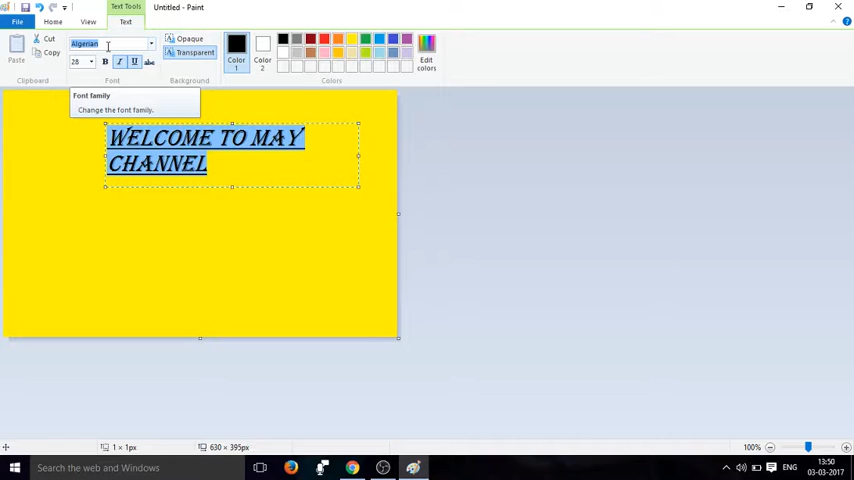 Text Tools
Untitled - Paint
File
Home
View
Text
Paste
Cut
Copy
Clipboard
Algerian
28
B
I
U
abc
Font
Opaque
Transparent
Background
Color 1
Color 2
Edit colors
Colors
Font family
Change the font family.
WELCOME TO MAY
CHANNEL
1 × 1px
630 × 395px
100%
Search the web and Windows
ENG
13:50
03-03-2017